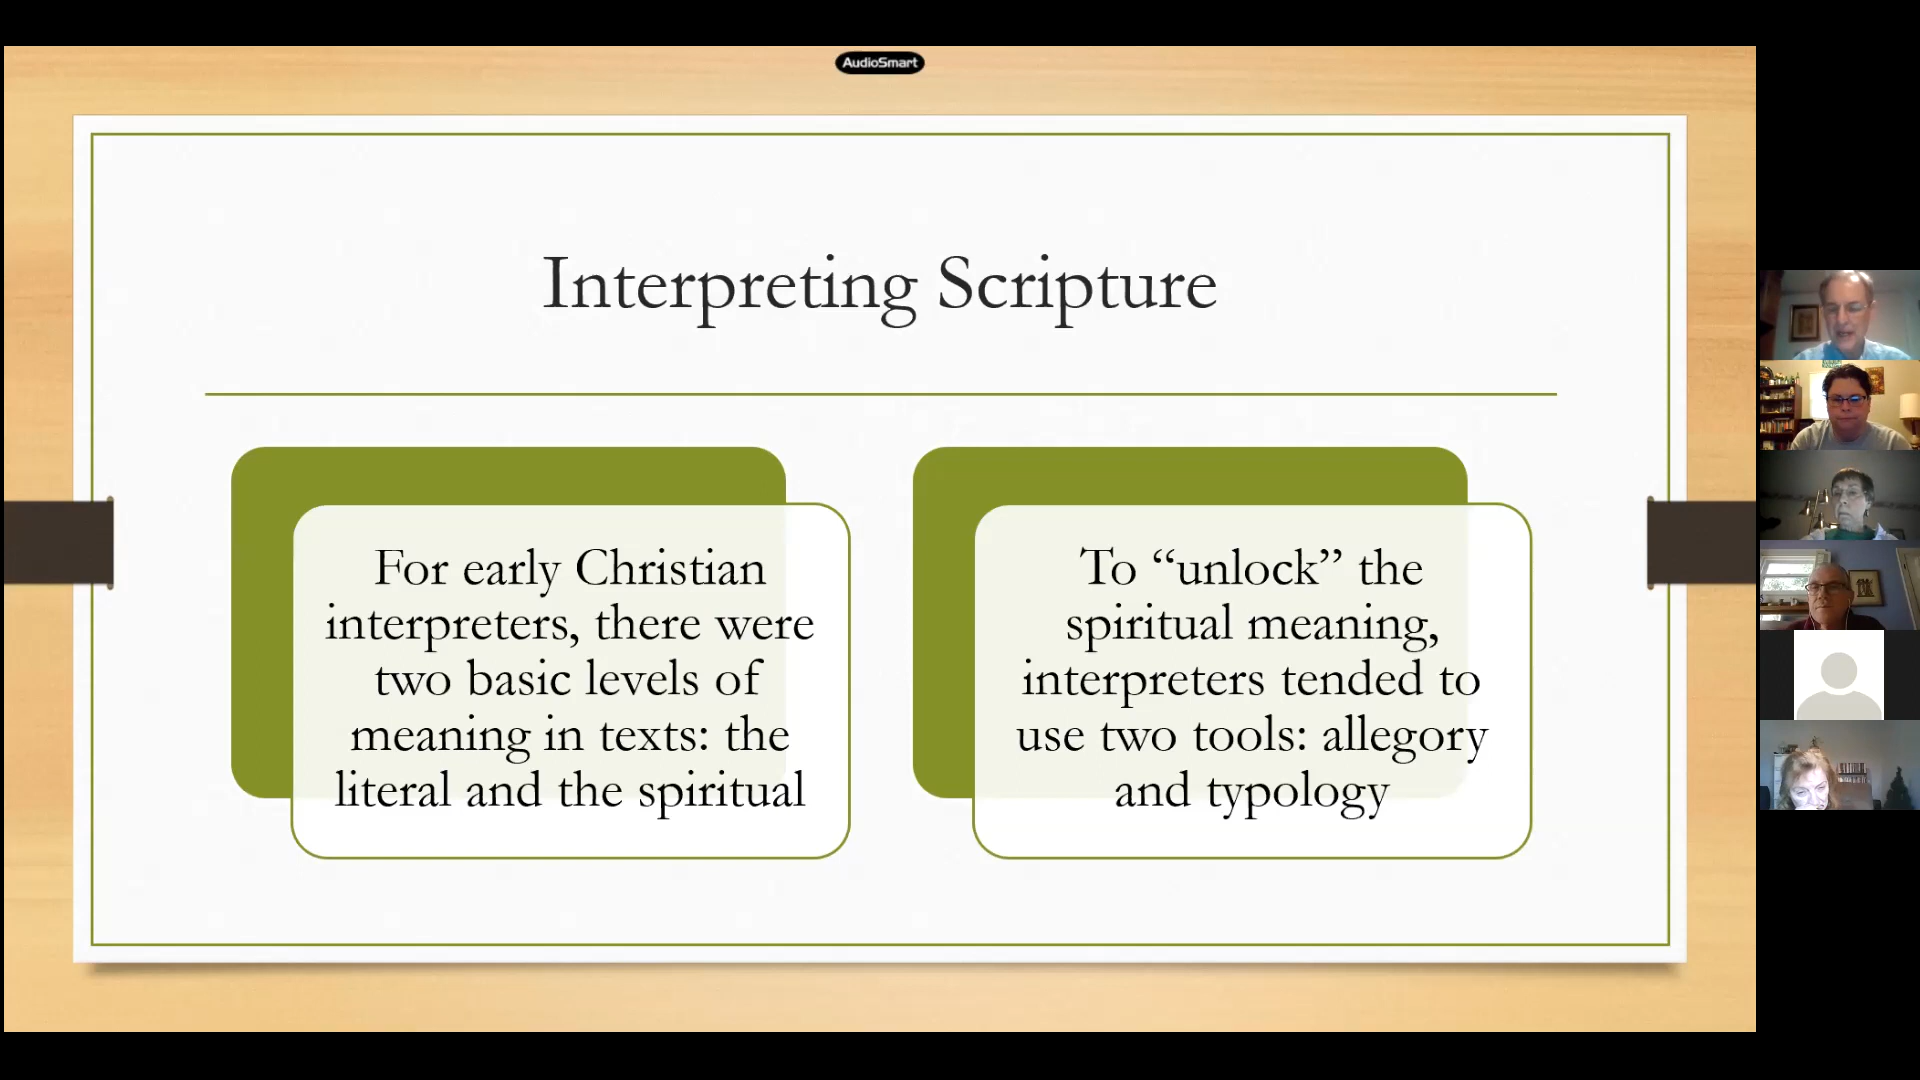 AudioSmart
Interpreting Scripture
For early Christian
interpreters, there were
two basic levels of
meaning in texts: the
literal and the spiritual
To “unlock” the
spiritual meaning,
interpreters tended to
use two tools: allegory
and typology